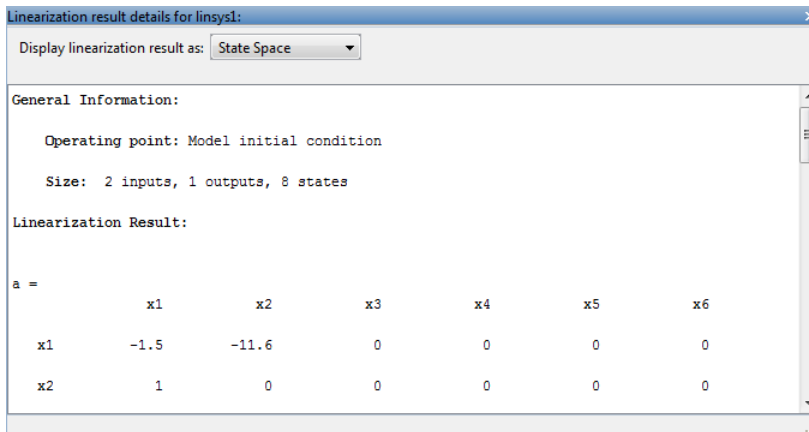 Linearization result details for linsys1:
Display linearization result as: State Space
General Information:
Operating point: Model initial condition
Size: 2 inputs, 1 outputs, 8 states
Linearization Result:
a =
x1 x2 x3 x4 x5 x6
x1 -1.5 -11.6 0 0 0 0
x2 1 0 0 0 0 0